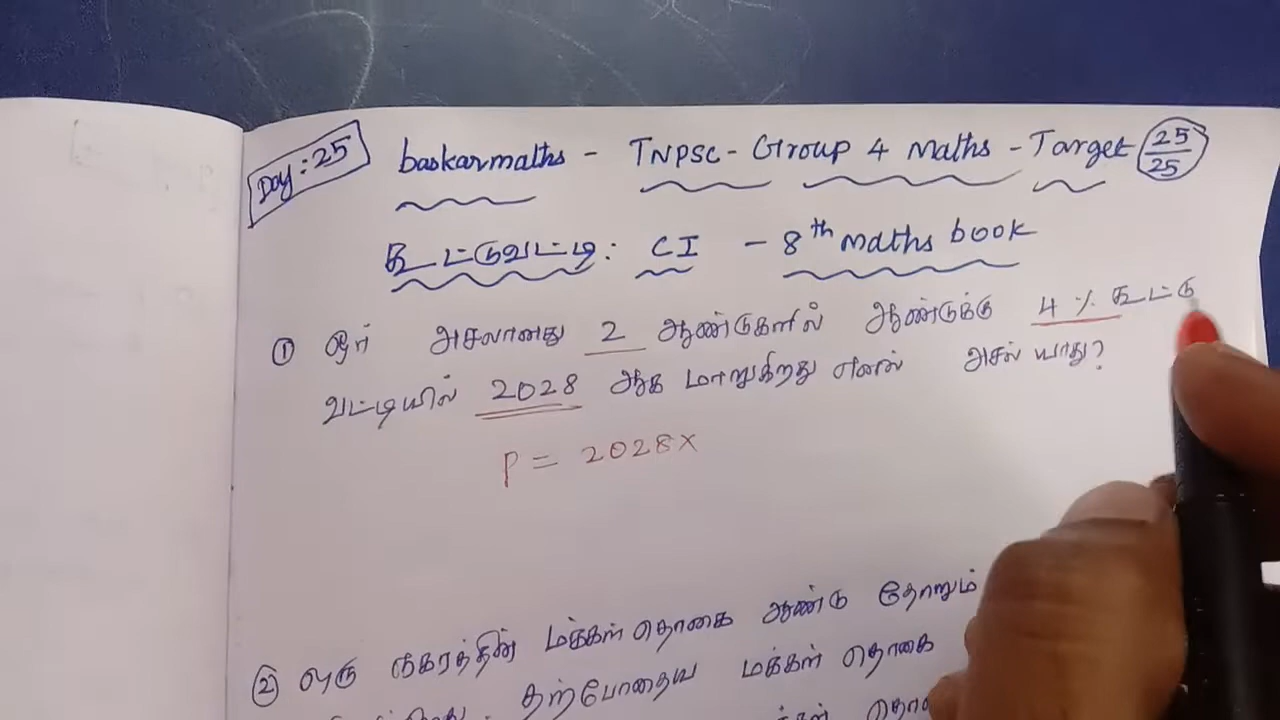 Day: 25
baskarmaths - TNPSC - Group 4 Maths - Target 25/25
கூட்டுவட்டி: CI - 8th maths book
① ஓர் அசலானது 2 ஆண்டுகளில் ஆண்டுக்கு 4% கூட்டு
வட்டியில் 2028 ஆக மாறுகிறது எனில் அசல் யாது?
P = 2028×
② ஒரு நகரத்தின் மக்கள் தொகை ஆண்டு தோறும்
தற்போதைய மக்கள் தொகை